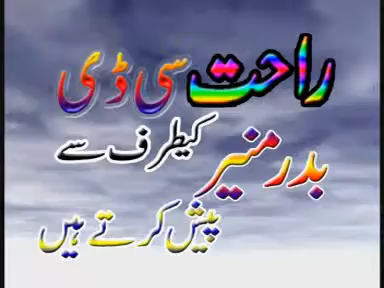 راحت سی ڈی
کیطرف سے
بدر منیر
پیش کرتے ہیں